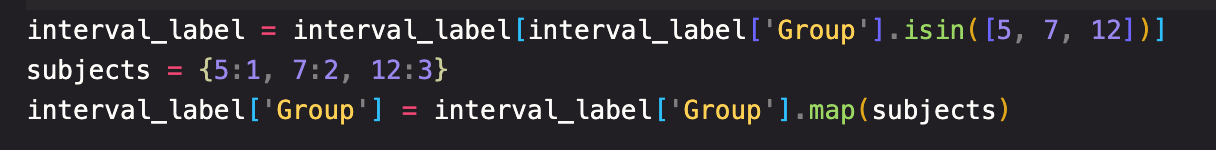 interval_label = interval_label[interval_label['Group'].isin([5, 7, 12])]
subjects = {5:1, 7:2, 12:3}
interval_label['Group'] = interval_label['Group'].map(subjects)